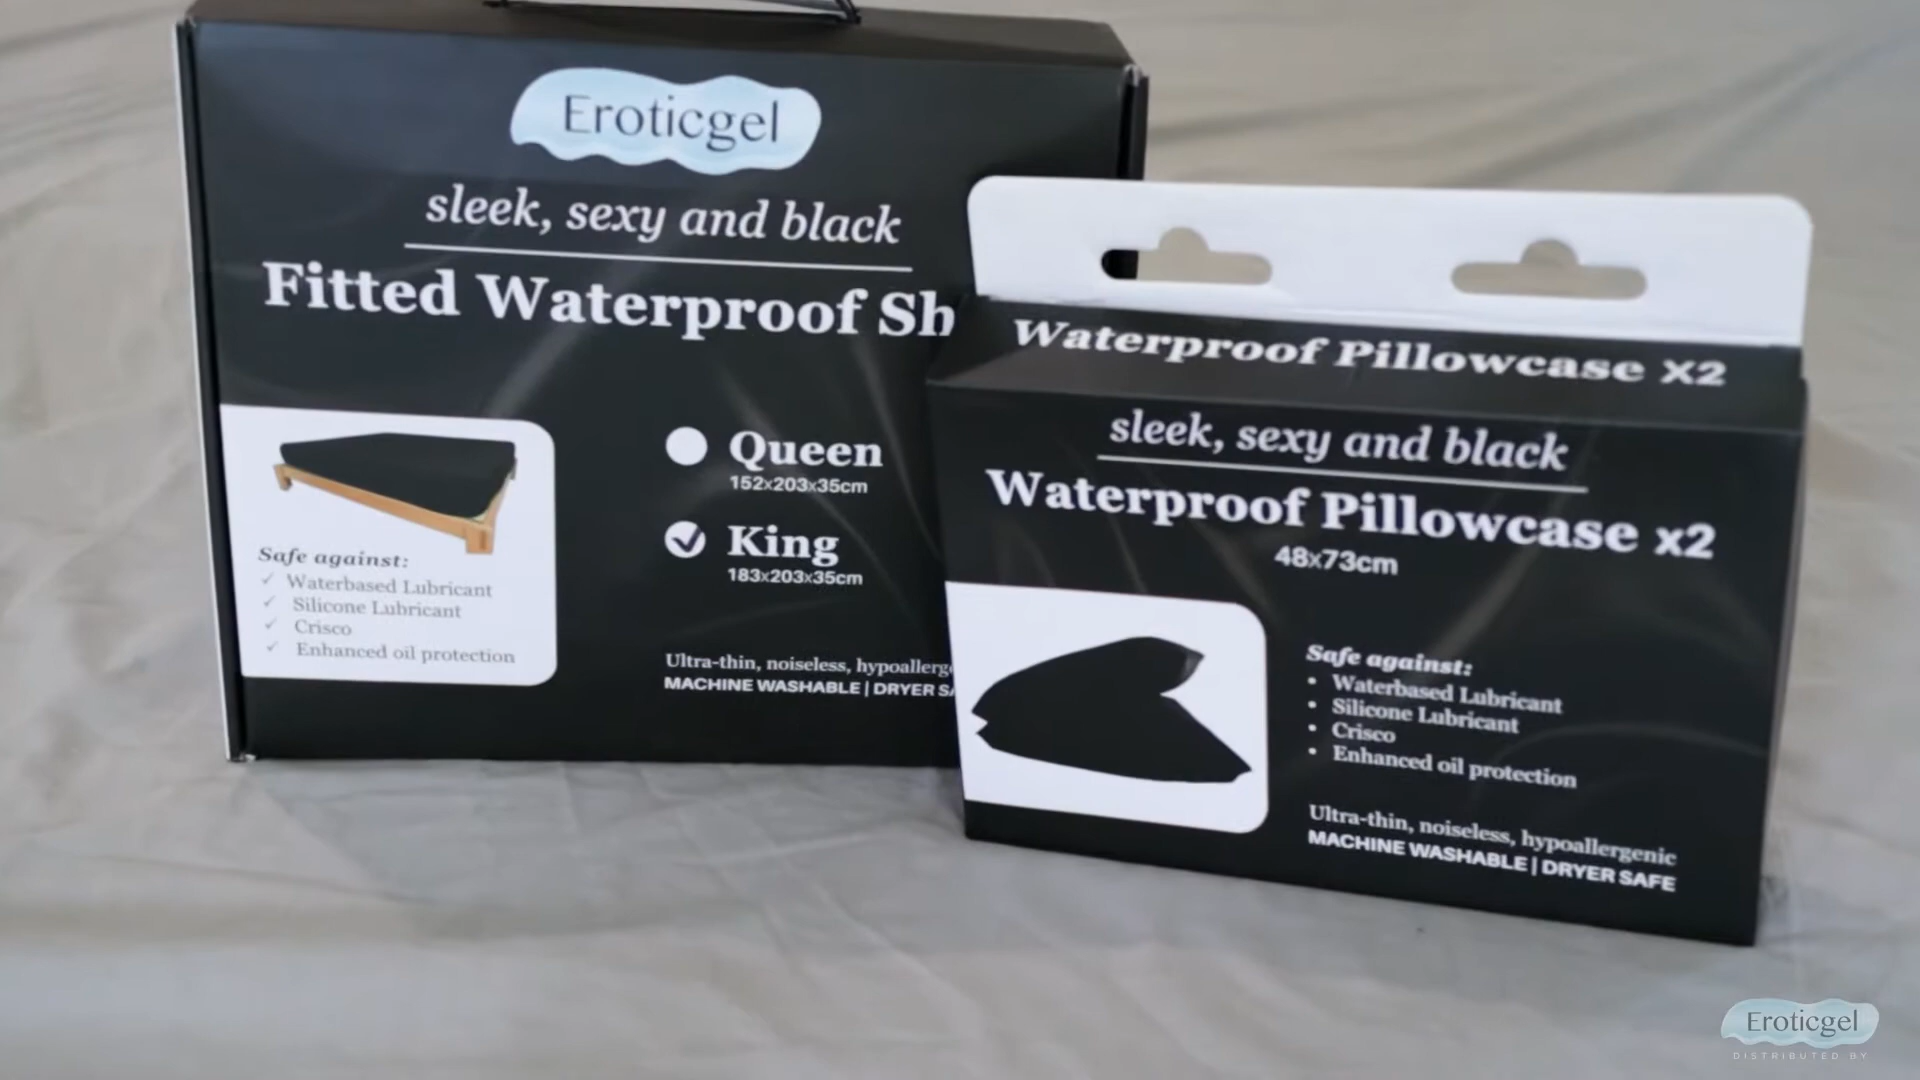 Eroticgel
sleek, sexy and black
Fitted Waterproof Sh
Queen
152x203x35cm
King
183x203x35cm
Safe against:
Waterbased Lubricant
Silicone Lubricant
Crisco
Enhanced oil protection
Ultra-thin, noiseless, hypoallerg
MACHINE WASHABLE | DRYER SA
Waterproof Pillowcase X2
sleek, sexy and black
Waterproof Pillowcase x2
48x73cm
Safe against:
• Waterbased Lubricant
• Silicone Lubricant
• Crisco
• Enhanced oil protection
Ultra-thin, noiseless, hypoallergenic
MACHINE WASHABLE | DRYER SAFE
Eroticgel
DISTRIBUTED BY